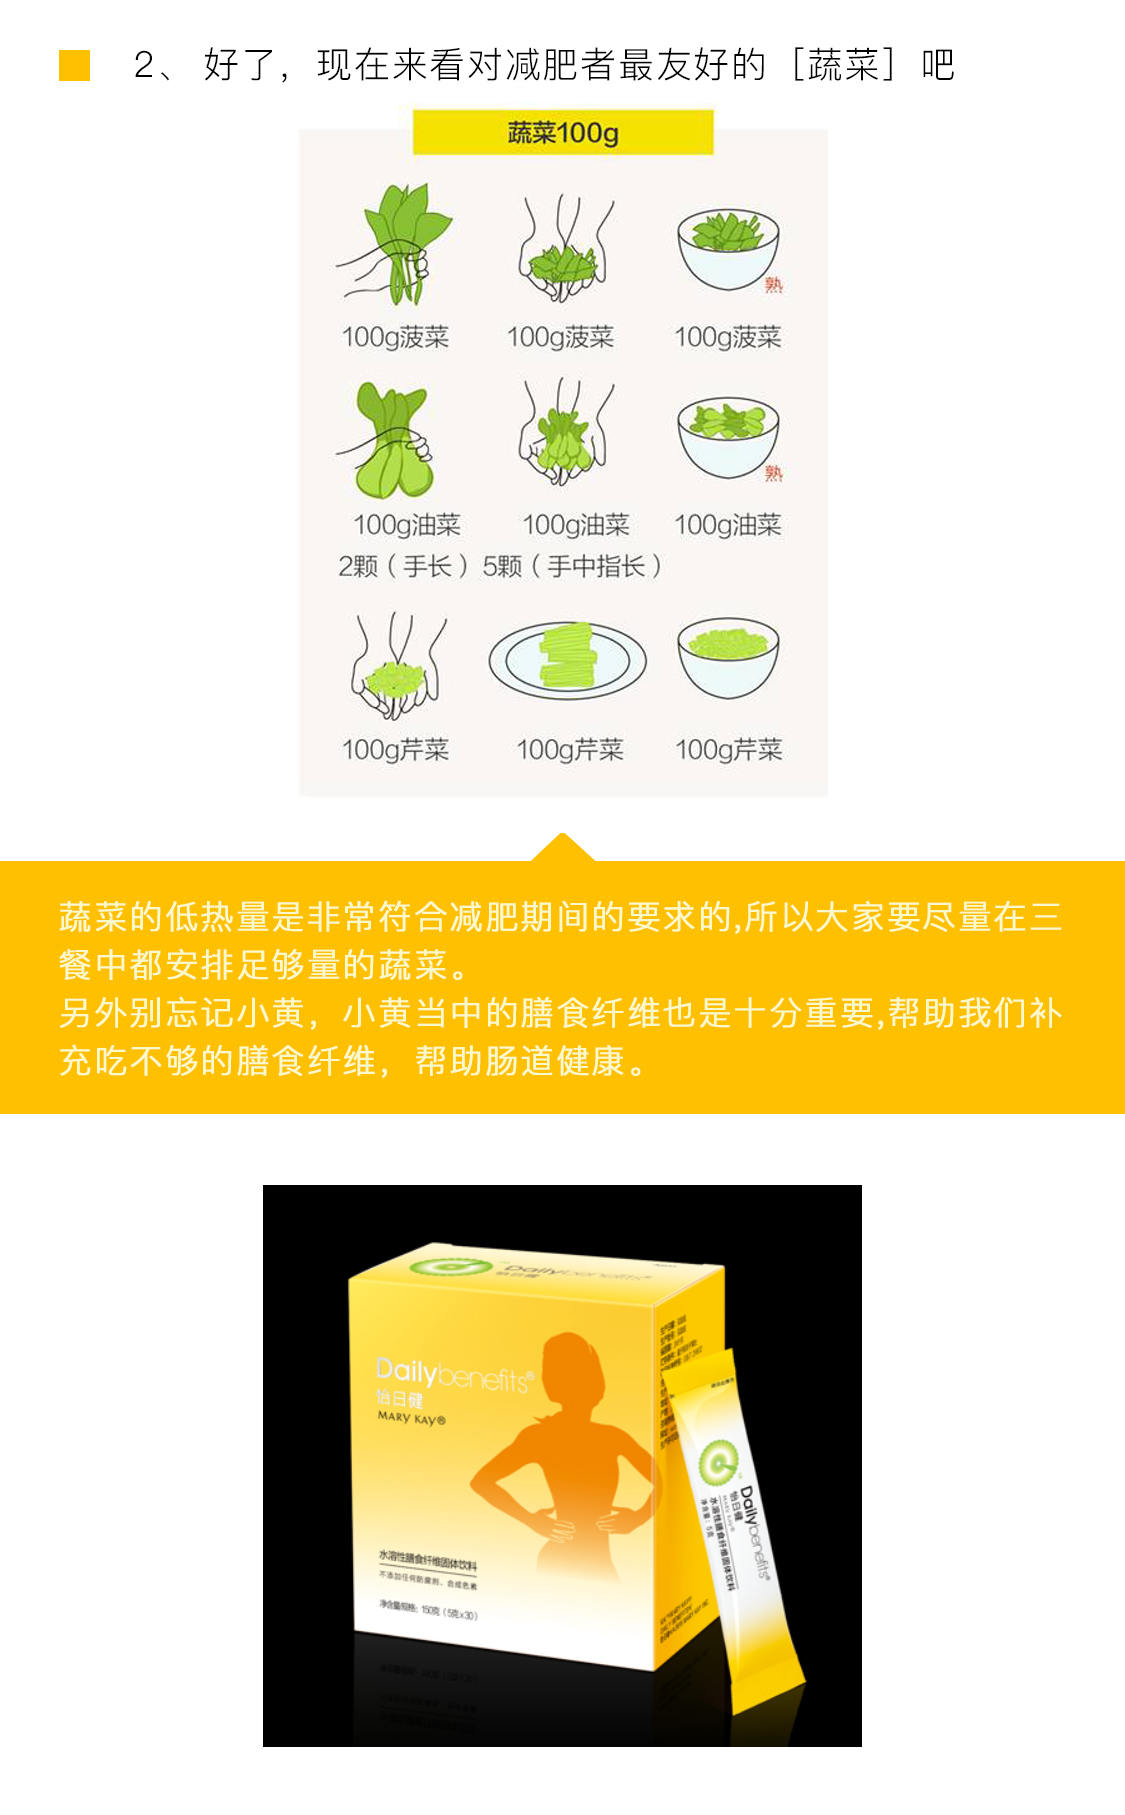 2、 好了，现在来看对减肥者最友好的［蔬菜］吧
蔬菜100g
熟
100g菠菜 100g菠菜 100g菠菜
熟
100g油菜 100g油菜 100g油菜
2颗（手长） 5颗（手中指长）
100g芹菜 100g芹菜 100g芹菜
蔬菜的低热量是非常符合减肥期间的要求的,所以大家要尽量在三
餐中都安排足够量的蔬菜。
另外别忘记小黄，小黄当中的膳食纤维也是十分重要,帮助我们补
充吃不够的膳食纤维，帮助肠道健康。
Dailybenefits®
怡日健
Dailybenefits®
怡日健
MARY KAY®
水溶性膳食纤维固体饮料
不添加任何防腐剂、合成色素
净含量规格：150克（5克x30）
Dailybenefits®
怡日健
MARY KAY®
水溶性膳食纤维固体饮料
净含量：5克